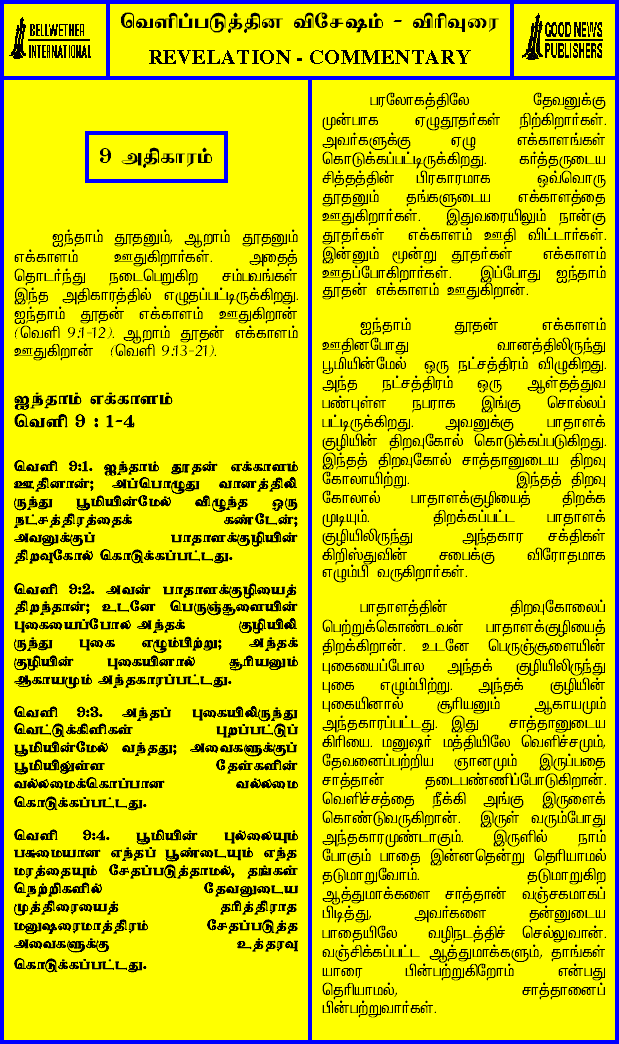 BELLWETHER
INTERNATIONAL
வெளிப்படுத்தின விசேஷம் - விரிவுரை
REVELATION - COMMENTARY
GOOD NEWS
PUBLISHERS
9 அதிகாரம்
ஐந்தாம் தூதனும், ஆறாம் தூதனும்
எக்காளம் ஊதுகிறார்கள். அதைத்
தொடர்ந்து நடைபெறுகிற சம்பவங்கள்
இந்த அதிகாரத்தில் எழுதப்பட்டிருக்கிறது.
ஐந்தாம் தூதன் எக்காளம் ஊதுகிறான்
(வெளி 9:1-12). ஆறாம் தூதன் எக்காளம்
ஊதுகிறான் (வெளி 9:13-21).
ஐந்தாம் எக்காளம்
வெளி 9 : 1-4
வெளி 9:1. ஐந்தாம் தூதன் எக்காளம்
ஊதினான்; அப்பொழுது வானத்திலி
ருந்து பூமியின்மேல் விழுந்த ஒரு
நட்சத்திரத்தைக் கண்டேன்;
அவனுக்குப் பாதாளக்குழியின்
திறவுகோல் கொடுக்கப்பட்டது.
வெளி 9:2. அவன் பாதாளக்குழியைத்
திறந்தான்; உடனே பெருஞ்சூளையின்
புகையைப்போல அந்தக் குழியிலி
ருந்து புகை எழும்பிற்று; அந்தக்
குழியின் புகையினால் சூரியனும்
ஆகாயமும் அந்தகாரப்பட்டது.
வெளி 9:3. அந்தப் புகையிலிருந்து
வெட்டுக்கிளிகள் புறப்பட்டுப்
பூமியின்மேல் வந்தது; அவைகளுக்குப்
பூமியிலுள்ள தேள்களின்
வல்லமைக்கொப்பான வல்லமை
கொடுக்கப்பட்டது.
வெளி 9:4. பூமியின் புல்லையும்
பசுமையான எந்தப் பூண்டையும் எந்த
மரத்தையும் சேதப்படுத்தாமல், தங்கள்
நெற்றிகளில் தேவனுடைய
முத்திரையைத் தரித்திராத
மனுஷரைமாத்திரம் சேதப்படுத்த
அவைகளுக்கு உத்தரவு
கொடுக்கப்பட்டது.
பரலோகத்திலே தேவனுக்கு
முன்பாக ஏழுதூதர்கள் நிற்கிறார்கள்.
அவர்களுக்கு ஏழு எக்காளங்கள்
கொடுக்கப்பட்டிருக்கிறது. கர்த்தருடைய
சித்தத்தின் பிரகாரமாக ஒவ்வொரு
தூதனும் தங்களுடைய எக்காளத்தை
ஊதுகிறார்கள். இதுவரையிலும் நான்கு
தூதர்கள் எக்காளம் ஊதி விட்டார்கள்.
இன்னும் மூன்று தூதர்கள் எக்காளம்
ஊதப்போகிறார்கள். இப்போது ஐந்தாம்
தூதன் எக்காளம் ஊதுகிறான்.
ஐந்தாம் தூதன் எக்காளம்
ஊதினபோது வானத்திலிருந்து
பூமியின்மேல் ஒரு நட்சத்திரம் விழுகிறது.
அந்த நட்சத்திரம் ஒரு ஆள்தத்துவ
பண்புள்ள நபராக இங்கு சொல்லப்
பட்டிருக்கிறது. அவனுக்கு பாதாளக்
குழியின் திறவுகோல் கொடுக்கப்படுகிறது.
இந்தத் திறவுகோல் சாத்தானுடைய திறவு
கோலாயிற்று. இந்தத் திறவு
கோலால் பாதாளக்குழியைத் திறக்க
முடியும். திறக்கப்பட்ட பாதாளக்
குழியிலிருந்து அந்தகார சக்திகள்
கிறிஸ்துவின் சபைக்கு விரோதமாக
எழும்பி வருகிறார்கள்.
பாதாளத்தின் திறவுகோலைப்
பெற்றுக்கொண்டவன் பாதாளக்குழியைத்
திறக்கிறான். உடனே பெருஞ்சூளையின்
புகையைப்போல அந்தக் குழியிலிருந்து
புகை எழும்பிற்று. அந்தக் குழியின்
புகையினால் சூரியனும் ஆகாயமும்
அந்தகாரப்பட்டது. இது சாத்தானுடைய
கிரியை. மனுஷர் மத்தியிலே வெளிச்சமும்,
தேவனைப்பற்றிய ஞானமும் இருப்பதை
சாத்தான் தடைபண்ணிப்போடுகிறான்.
வெளிச்சத்தை நீக்கி அங்கு இருளைக்
கொண்டுவருகிறான். இருள் வரும்போது
அந்தகாரமுண்டாகும். இருளில் நாம்
போகும் பாதை இன்னதென்று தெரியாமல்
தடுமாறுவோம். தடுமாறுகிற
ஆத்துமாக்களை சாத்தான் வஞ்சகமாகப்
பிடித்து, அவர்களை தன்னுடைய
பாதையிலே வழிநடத்திச் செல்லுவான்.
வஞ்சிக்கப்பட்ட ஆத்துமாக்களும், தாங்கள்
யாரை பின்பற்றுகிறோம் என்பது
தெரியாமல், சாத்தானைப்
பின்பற்றுவார்கள்.